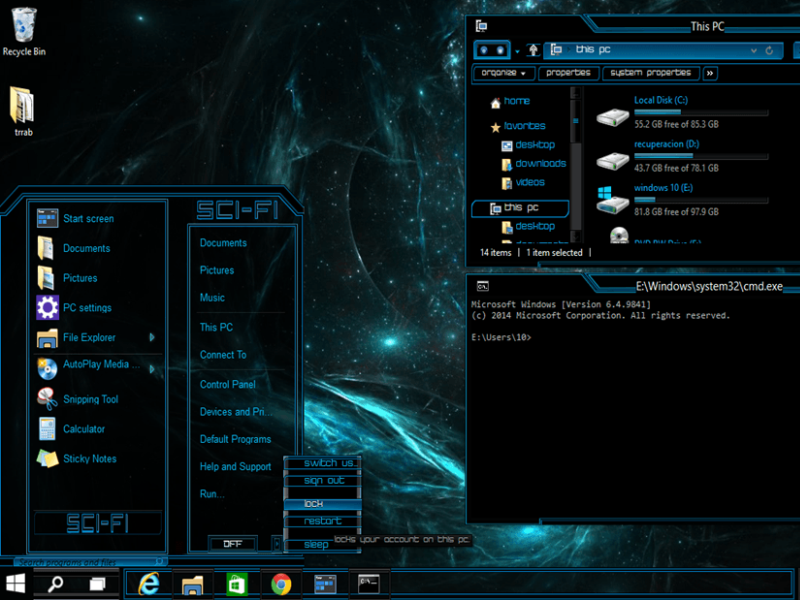 Recycle Bin
trrab
This PC
this pc
organize
properties
system properties
»
home
favorites
desktop
downloads
videos
this pc
desktop
Local Disk (C:)
55.2 GB free of 85.3 GB
recuperacion (D:)
43.7 GB free of 78.1 GB
windows 10 (E:)
81.8 GB free of 97.9 GB
14 items
1 item selected
E:\Windows\system32\cmd.exe
Microsoft Windows [Version 6.4.9841]
(c) 2014 Microsoft Corporation. All rights reserved.
E:\Users\10>
SCI-FI
Start screen
Documents
Pictures
PC settings
File Explorer
AutoPlay Media ...
Snipping Tool
Calculator
Sticky Notes
SCI-FI
Documents
Pictures
Music
This PC
Connect To
Control Panel
Devices and Pri...
Default Programs
Help and Support
Run...
OFF
switch us...
sign out
lock
restart
sleep
locks your account on this pc.
Search programs and files